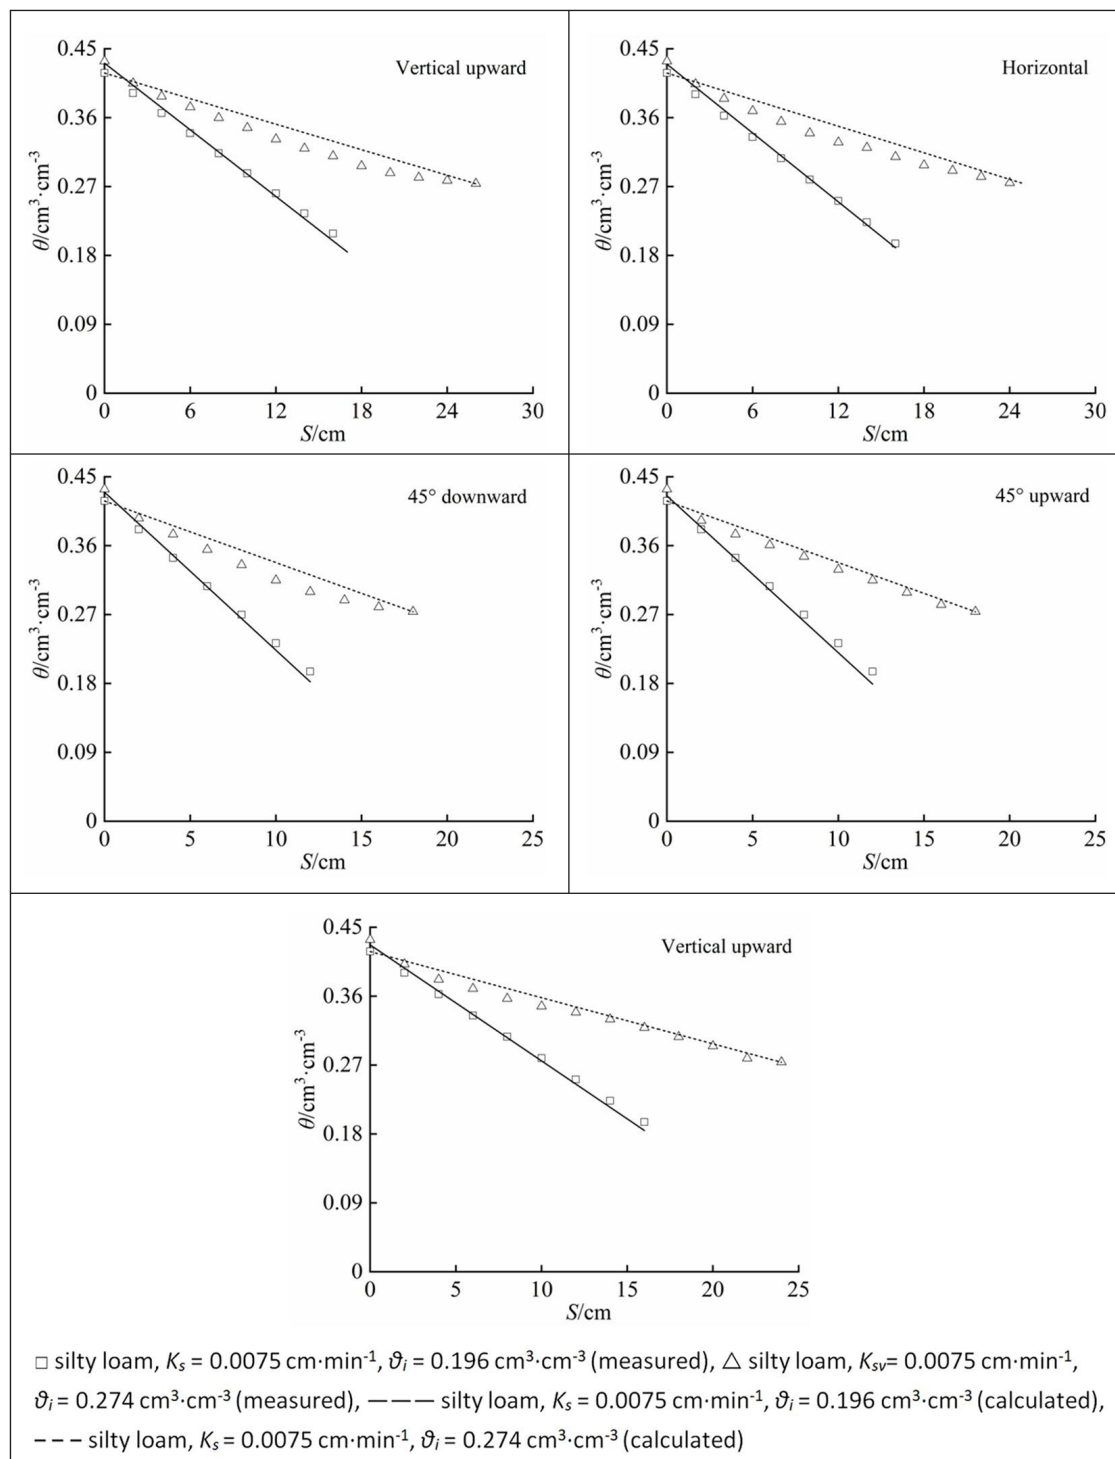 0.45
Vertical upward
0.36
0.27
0.18
0.09
0
θ/cm³·cm⁻³
0 6 12 18 24 30
S/cm
0.45
Horizontal
0.36
0.27
0.18
0.09
0
θ/cm³·cm⁻³
0 6 12 18 24 30
S/cm
0.45
45° downward
0.36
0.27
0.18
0.09
0
θ/cm³·cm⁻³
0 5 10 15 20 25
S/cm
0.45
45° upward
0.36
0.27
0.18
0.09
0
θ/cm³·cm⁻³
0 5 10 15 20 25
S/cm
0.45
Vertical upward
0.36
0.27
0.18
0.09
0
θ/cm³·cm⁻³
0 5 10 15 20 25
S/cm
□ silty loam, Kₛ = 0.0075 cm·min⁻¹, ϑᵢ = 0.196 cm³·cm⁻³ (measured), △ silty loam, Kₛᵥ= 0.0075 cm·min⁻¹,
ϑᵢ = 0.274 cm³·cm⁻³ (measured), ——— silty loam, Kₛ = 0.0075 cm·min⁻¹, ϑᵢ = 0.196 cm³·cm⁻³ (calculated),
--- silty loam, Kₛ = 0.0075 cm·min⁻¹, ϑᵢ = 0.274 cm³·cm⁻³ (calculated)